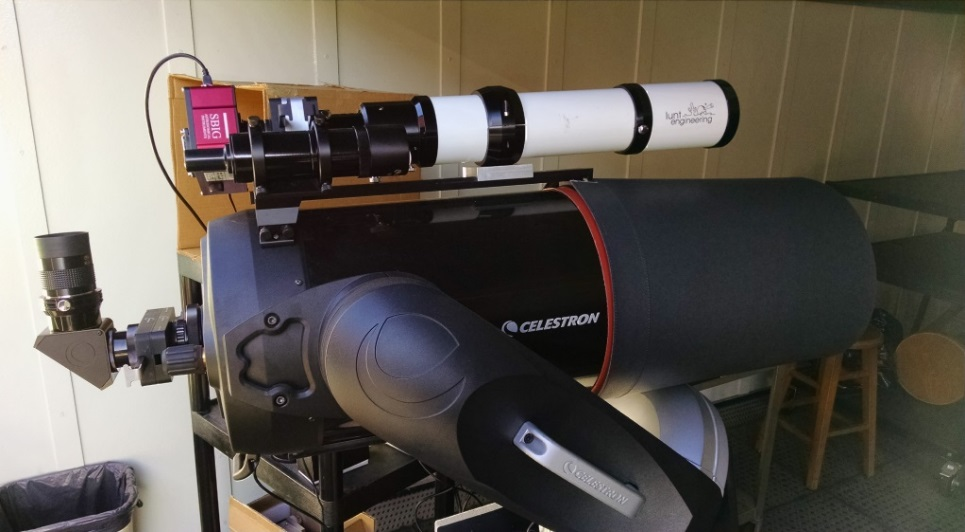 SBIG
lunt
engineering
CELESTRON
CELESTRON